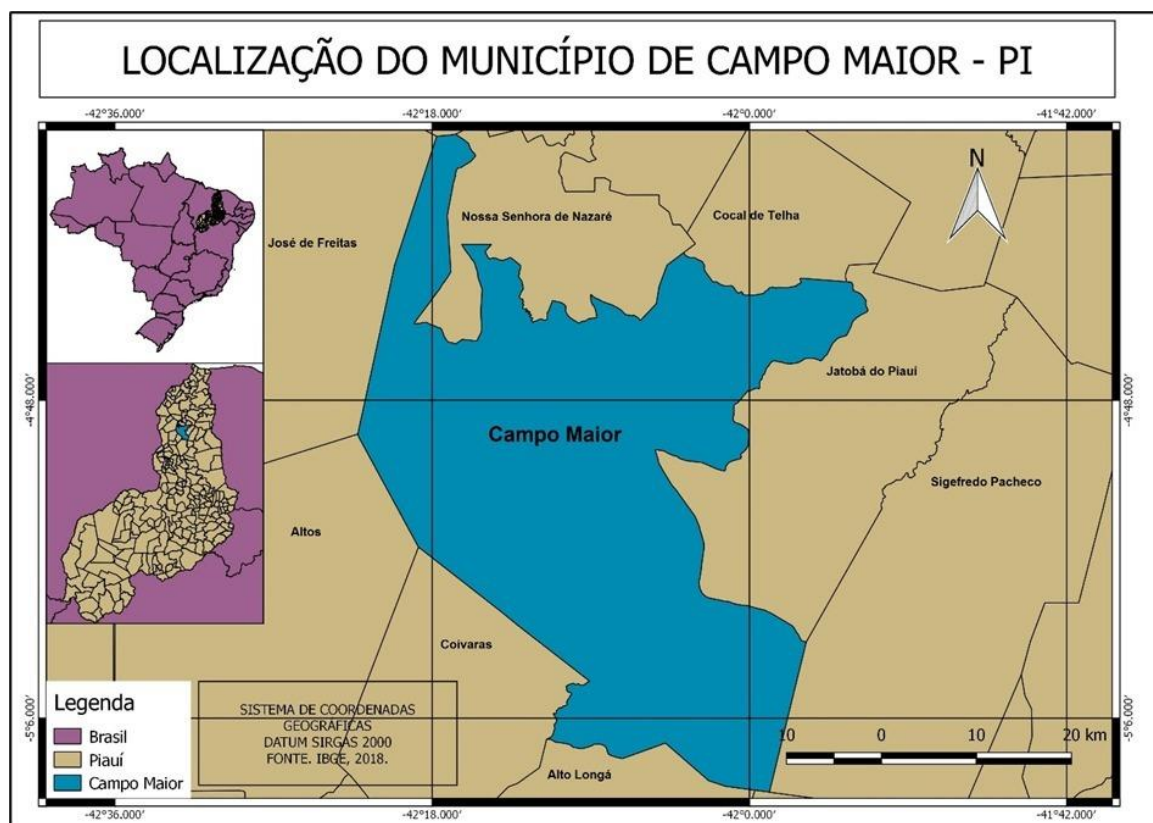 LOCALIZAÇÃO DO MUNICÍPIO DE CAMPO MAIOR - PI
-42°36.000' -42°18.000' -42°0.000' -41°42.000'
N
Nossa Senhora de Nazaré
Cocal de Telha
José de Freitas
Jatobá do Piauí
-4°48.000' -4°48.000'
Campo Maior
Sigefredo Pacheco
Altos
Coivaras
Legenda
Brasil
Piauí
Campo Maior
SISTEMA DE COORDENADAS
GEOGRÁFICAS
DATUM SIRGAS 2000
FONTE. IBGE, 2018.
-5°6.000' -5°6.000'
10 0 10 20 km
Alto Longá
-42°36.000' -42°18.000' -42°0.000' -41°42.000'